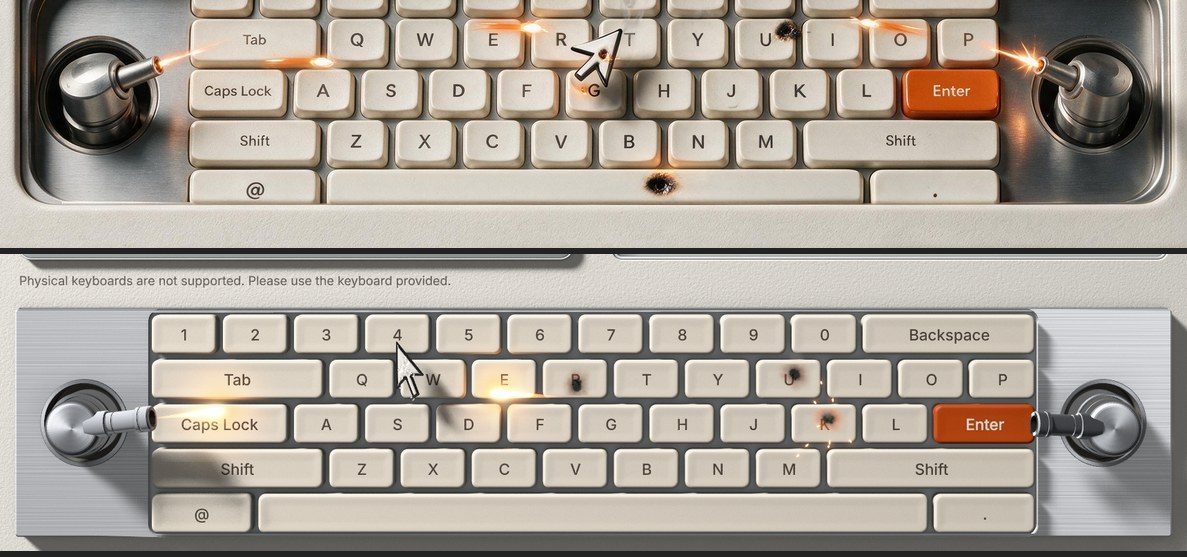 Tab Q W E R T Y U I O P
Caps Lock A S D F G H J K L Enter
Shift Z X C V B N M Shift
@ .
Physical keyboards are not supported. Please use the keyboard provided.
1 2 3 4 5 6 7 8 9 0 Backspace
Tab Q W E R T Y U I O P
Caps Lock A S D F G H J K L Enter
Shift Z X C V B N M Shift
@ .